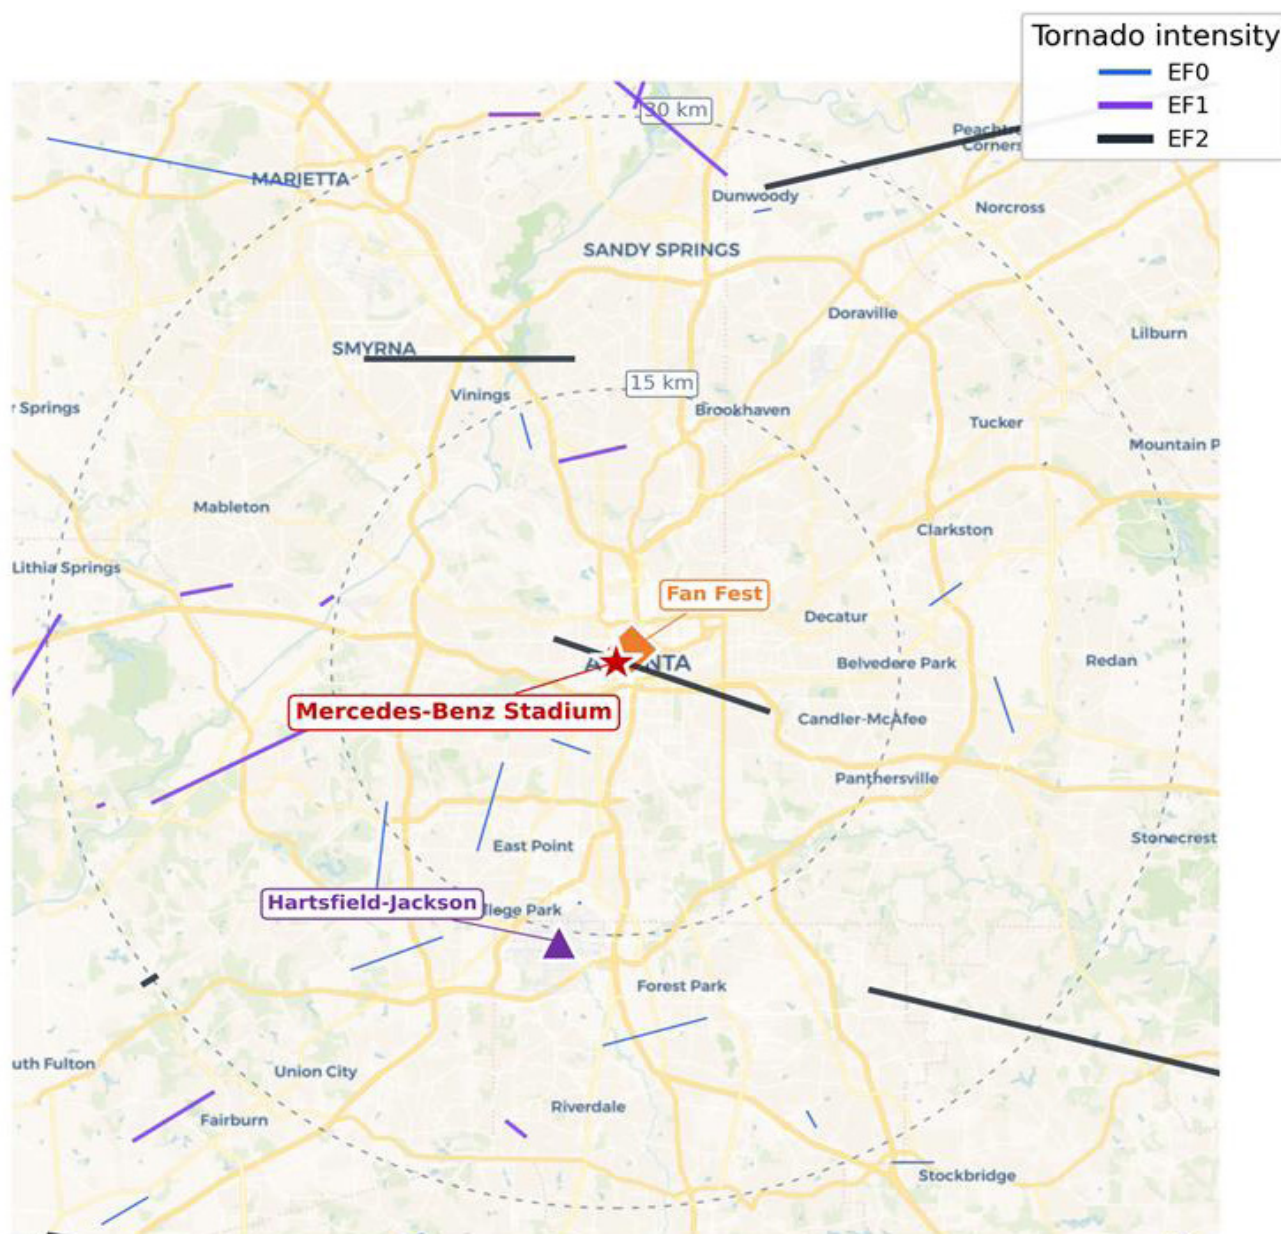 Tornado intensity
EF0
EF1
EF2
30 km
Peachtr
Corners
MARIETTA
Dunwoody
Norcross
SANDY SPRINGS
Doraville
Lilburn
SMYRNA
15 km
Vinings
Brookhaven
r Springs
Tucker
Mountain P
Mableton
Clarkston
Lithia Springs
Fan Fest
Decatur
A NTA
Belvedere Park
Redan
Mercedes-Benz Stadium
Candler-McAfee
Panthersville
Stonecrest
East Point
Hartsfield-Jackson
llege Park
Forest Park
uth Fulton
Union City
Riverdale
Fairburn
Stockbridge